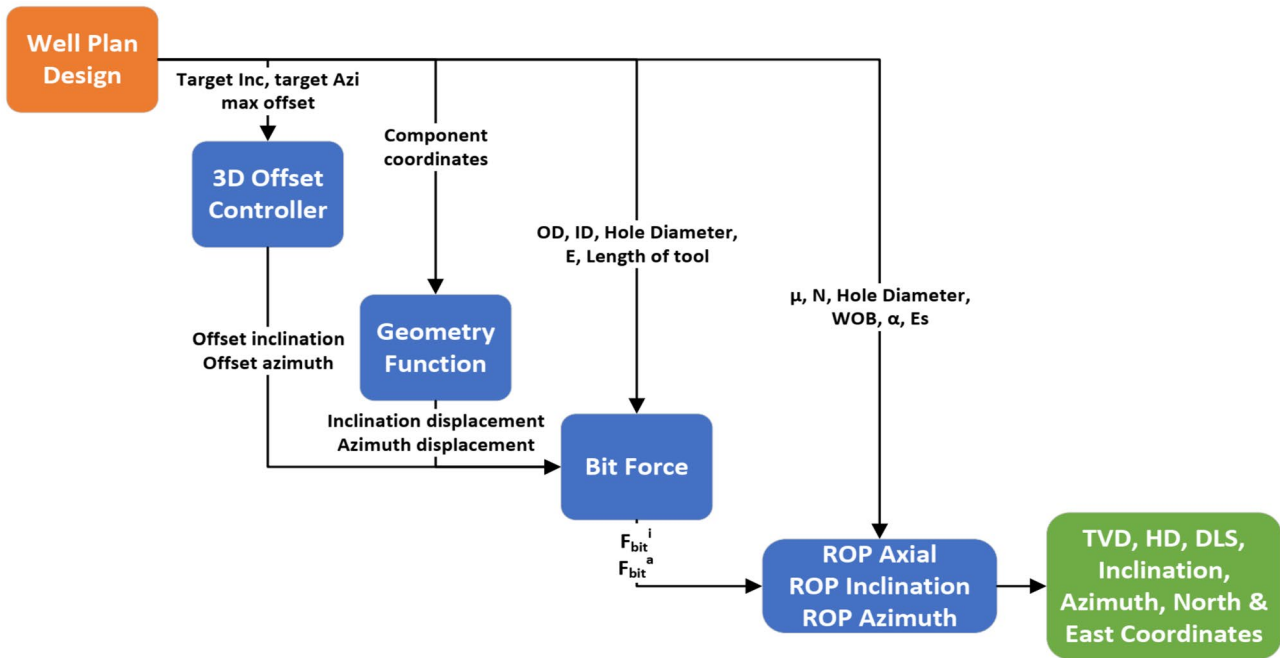 Well Plan
Design
Target Inc, target Azi
max offset
3D Offset
Controller
Component
coordinates
OD, ID, Hole Diameter,
E, Length of tool
μ, N, Hole Diameter,
WOB, α, Es
Offset inclination
Offset azimuth
Geometry
Function
Inclination displacement
Azimuth displacement
Bit Force
F_bit^i
F_bit^a
ROP Axial
ROP Inclination
ROP Azimuth
TVD, HD, DLS,
Inclination,
Azimuth, North &
East Coordinates